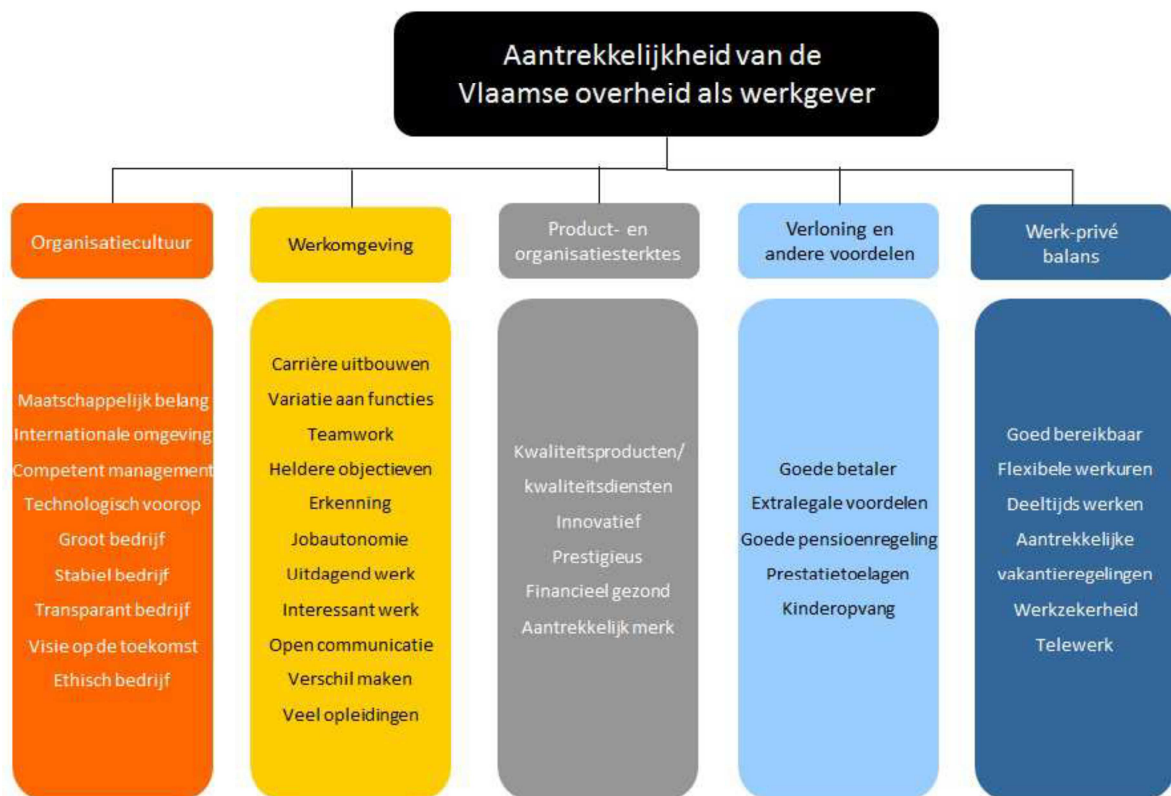 Aantrekkelijkheid van de
Vlaamse overheid als werkgever
Organisatiecultuur
Werkomgeving
Product- en
organisatiesterktes
Verloning en
andere voordelen
Werk-privé
balans
Maatschappelijk belang
Internationale omgeving
Competent management
Technologisch voorop
Groot bedrijf
Stabiel bedrijf
Transparant bedrijf
Visie op de toekomst
Ethisch bedrijf
Carrière uitbouwen
Variatie aan functies
Teamwork
Heldere objectieven
Erkenning
Jobautonomie
Uitdagend werk
Interessant werk
Open communicatie
Verschil maken
Veel opleidingen
Kwaliteitsproducten/
kwaliteitsdiensten
Innovatief
Prestigieus
Financieel gezond
Aantrekkelijk merk
Goede betaler
Extralegale voordelen
Goede pensioenregeling
Prestatietoelagen
Kinderopvang
Goed bereikbaar
Flexibele werkuren
Deeltijds werken
Aantrekkelijke
vakantieregelingen
Werkzekerheid
Telewerk